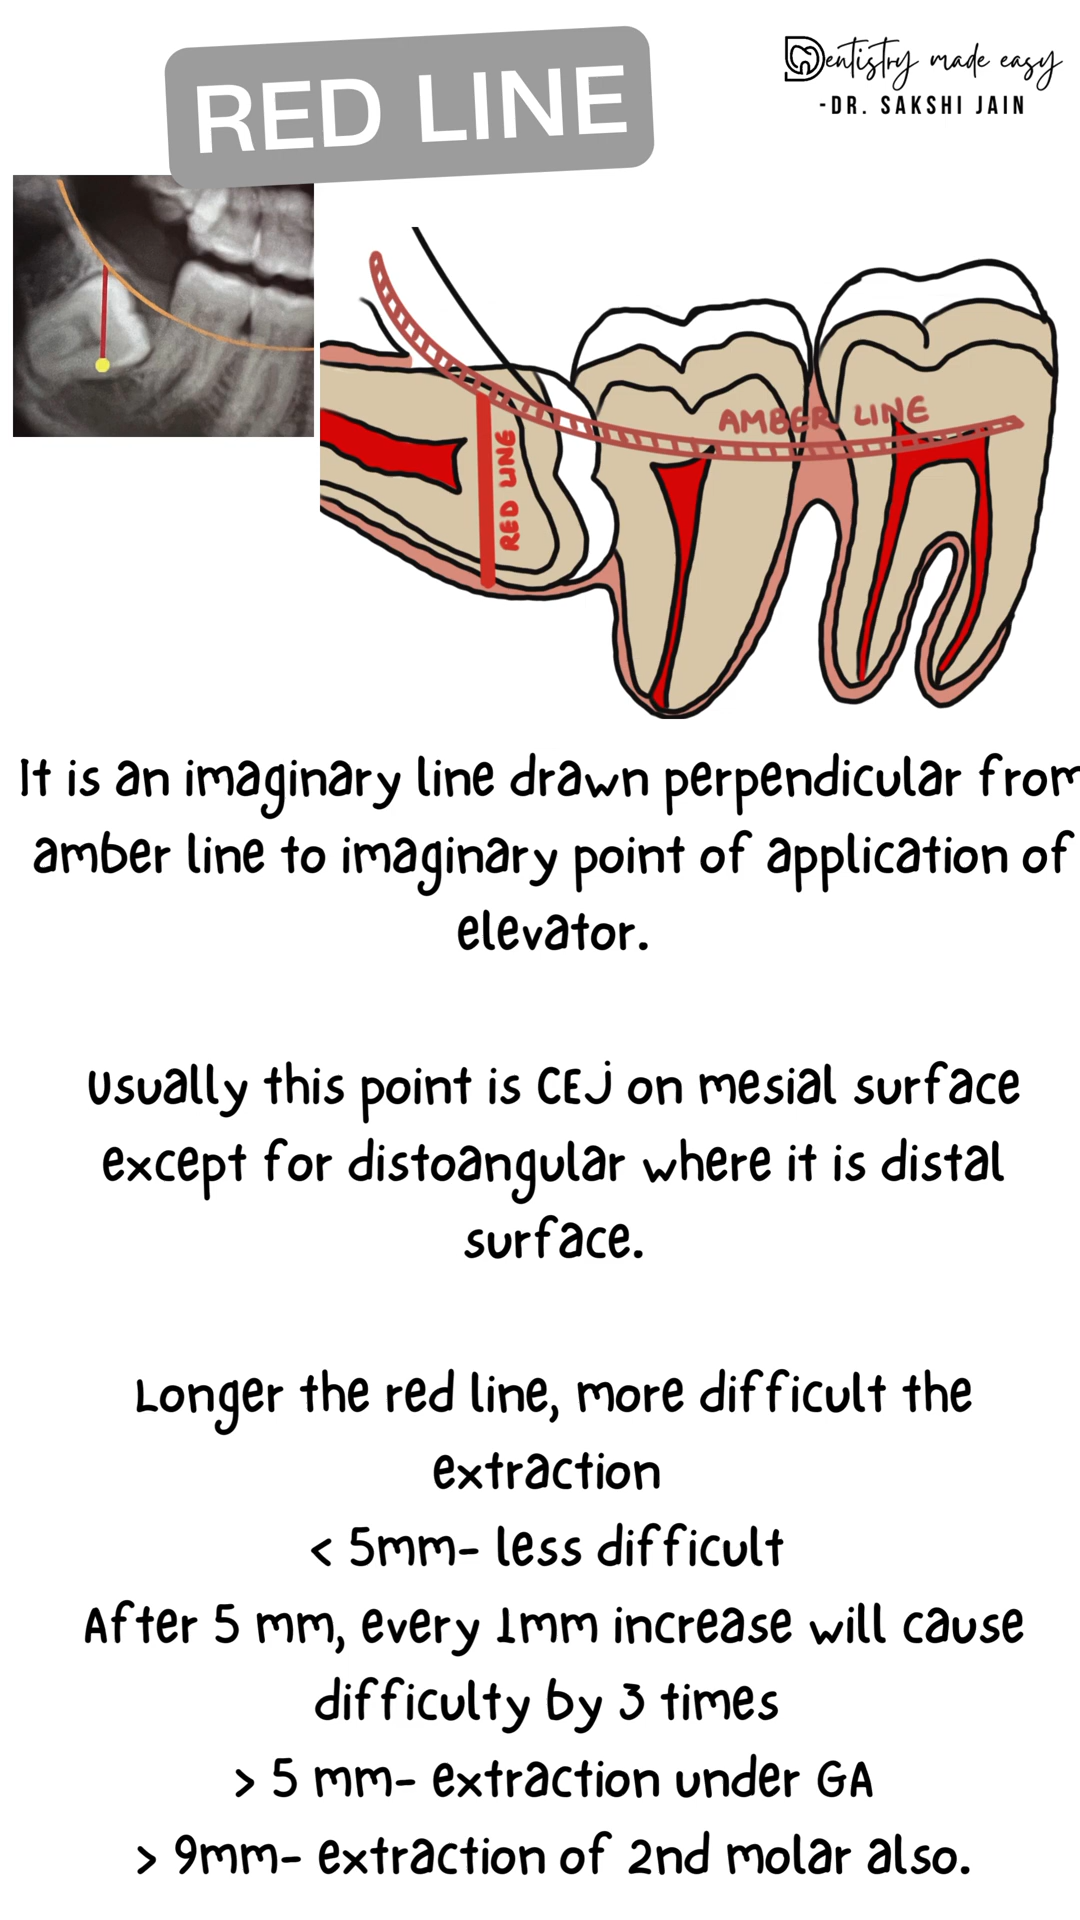 RED LINE
Dentistry made easy
-DR. SAKSHI JAIN
AMBER LINE
RED LINE
It is an imaginary line drawn perpendicular from
amber line to imaginary point of application of
elevator.
Usually this point is CEJ on mesial surface
except for distoangular where it is distal
surface.
Longer the red line, more difficult the
extraction
< 5mm- less difficult
After 5 mm, every 1mm increase will cause
difficulty by 3 times
> 5 mm- extraction under GA
> 9mm- extraction of 2nd molar also.